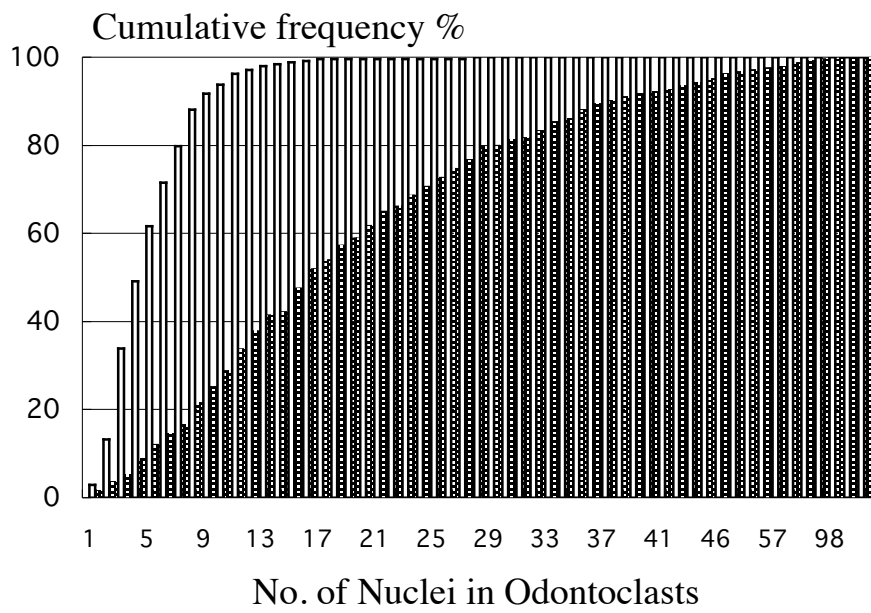 Cumulative frequency %
100
80
60
40
20
0
1 5 9 13 17 21 25 29 33 37 41 46 57 98
No. of Nuclei in Odontoclasts